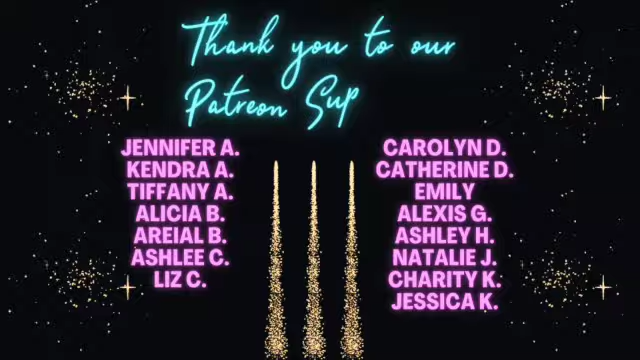 Thank you to our
Patreon Sup
JENNIFER A.
KENDRA A.
TIFFANY A.
ALICIA B.
AREIAL B.
ASHLEE C.
LIZ C.
CAROLYN D.
CATHERINE D.
EMILY
ALEXIS G.
ASHLEY H.
NATALIE J.
CHARITY K.
JESSICA K.